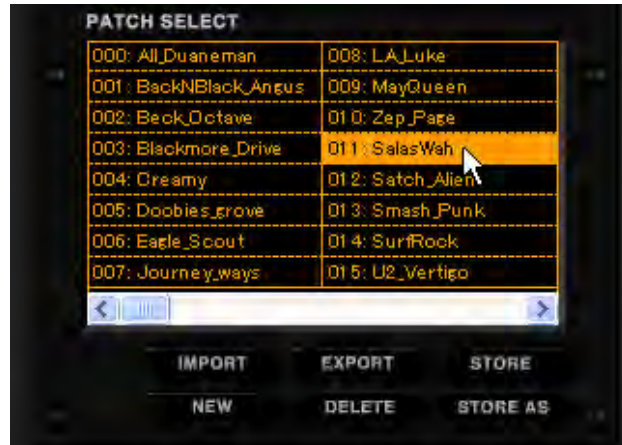 PATCH SELECT
000: All_Duaneman
001: BackNBlack_Angus
002: Beck_Octave
003: Blackmore_Drive
004: Creamy
005: Doobies_grove
006: Eagle_Scout
007: Journey_ways
008: LA_Luke
009: MayQueen
010: Zep_Page
011: SalasWah
012: Satch_Alien
013: Smash_Punk
014: SurfRock
015: U2_Vertigo
IMPORT EXPORT STORE
NEW DELETE STORE AS